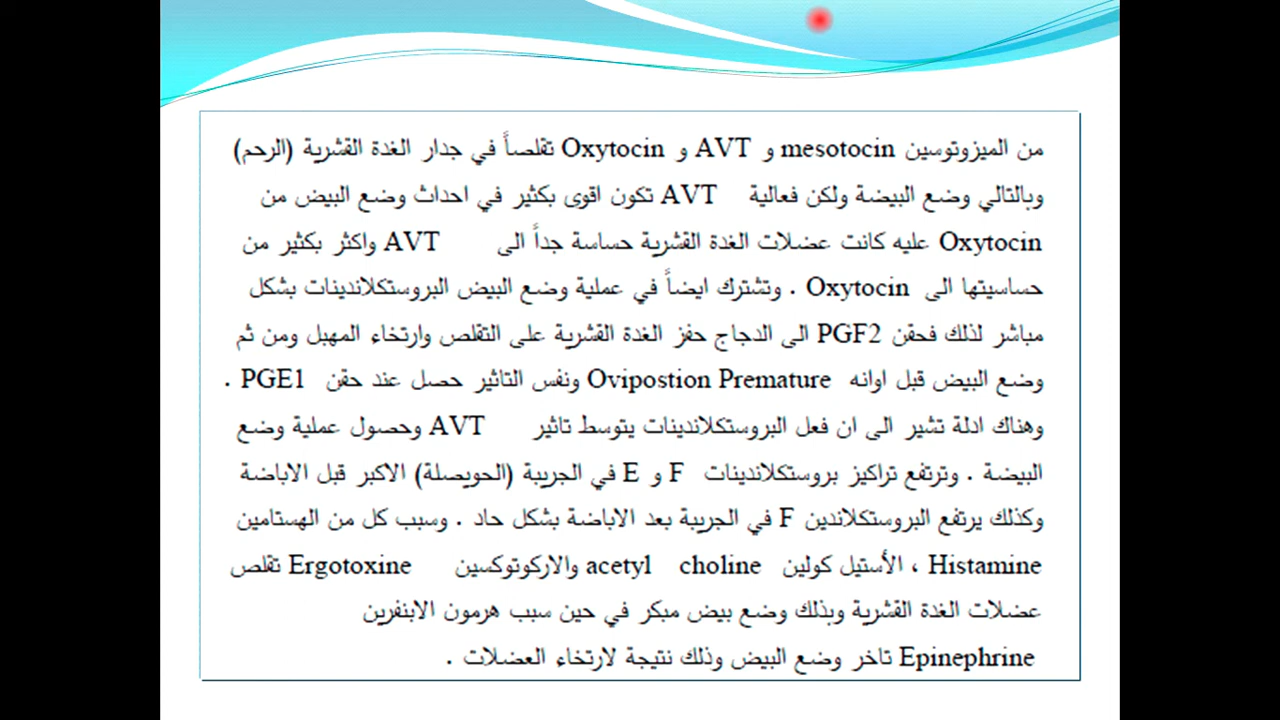 من الميزوتوسين mesotocin و AVT و Oxytocin تقلصاً في جدار الغدة القشرية (الرحم)
وبالتالي وضع البيضة ولكن فعالية AVT تكون اقوى بكثير في احداث وضع البيض من
Oxytocin عليه كانت عضلات الغدة القشرية حساسة جداً الى AVT واكثر بكثير من
حساسيتها الى Oxytocin . وتشترك ايضاً في عملية وضع البيض البروستكلاندينات بشكل
مباشر لذلك فحقن PGF2 الى الدجاج حفز الغدة القشرية على التقلص وارتخاء المهبل ومن ثم
وضع البيض قبل اوانه Ovipostion Premature ونفس التاثير حصل عند حقن PGE1 .
وهناك ادلة تشير الى ان فعل البروستكلاندينات يتوسط تاثير AVT وحصول عملية وضع
البيضة . وترتفع تراكيز بروستكلاندينات F و E في الجريبة (الحويصلة) الاكبر قبل الاباضة
وكذلك يرتفع البروستكلاندين F في الجريبة بعد الاباضة بشكل حاد . وسبب كل من الهستامين
Histamine ، الأستيل كولين acetyl choline والاركوتوكسين Ergotoxine تقلص
عضلات الغدة القشرية وبذلك وضع بيض مبكر في حين سبب هرمون الابنفرين
Epinephrine تاخر وضع البيض وذلك نتيجة لارتخاء العضلات .